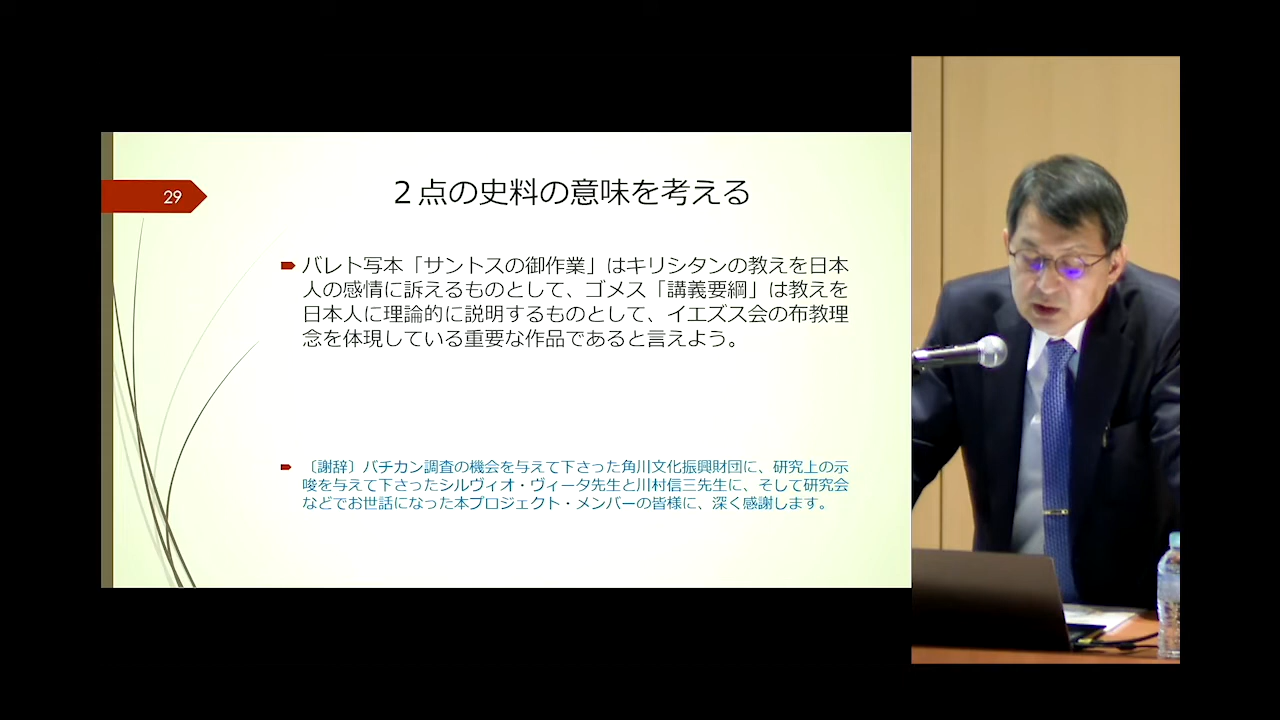 29
２点の史料の意味を考える
バレト写本「サントスの御作業」はキリシタンの教えを日本
人の感情に訴えるものとして、ゴメス「講義要綱」は教えを
日本人に理論的に説明するものとして、イエズス会の布教理
念を体現している重要な作品であると言えよう。
〔謝辞〕バチカン調査の機会を与えて下さった角川文化振興財団に、研究上の示
唆を与えて下さったシルヴィオ・ヴィータ先生と川村信三先生に、そして研究会
などでお世話になった本プロジェクト・メンバーの皆様に、深く感謝します。